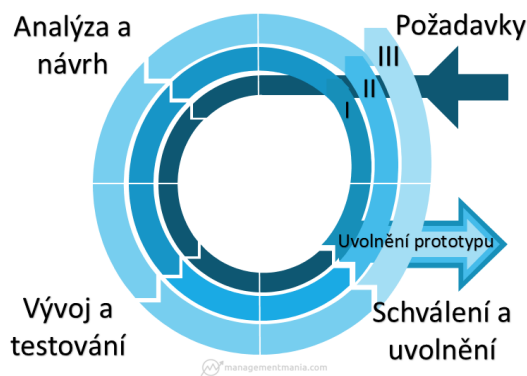 Analýza a
návrh
Požadavky
III
II
I
Uvolnění prototypu
Vývoj a
testování
Schválení a
uvolnění
managementmania.com